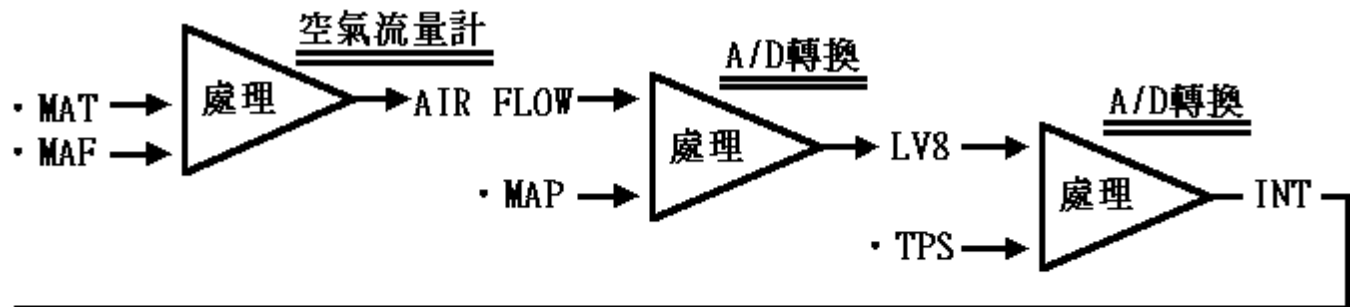 空氣流量計
A/D轉換
A/D轉換
·MAT
·MAF
處理
AIR FLOW
·MAP
處理
LV8
·TPS
處理
INT